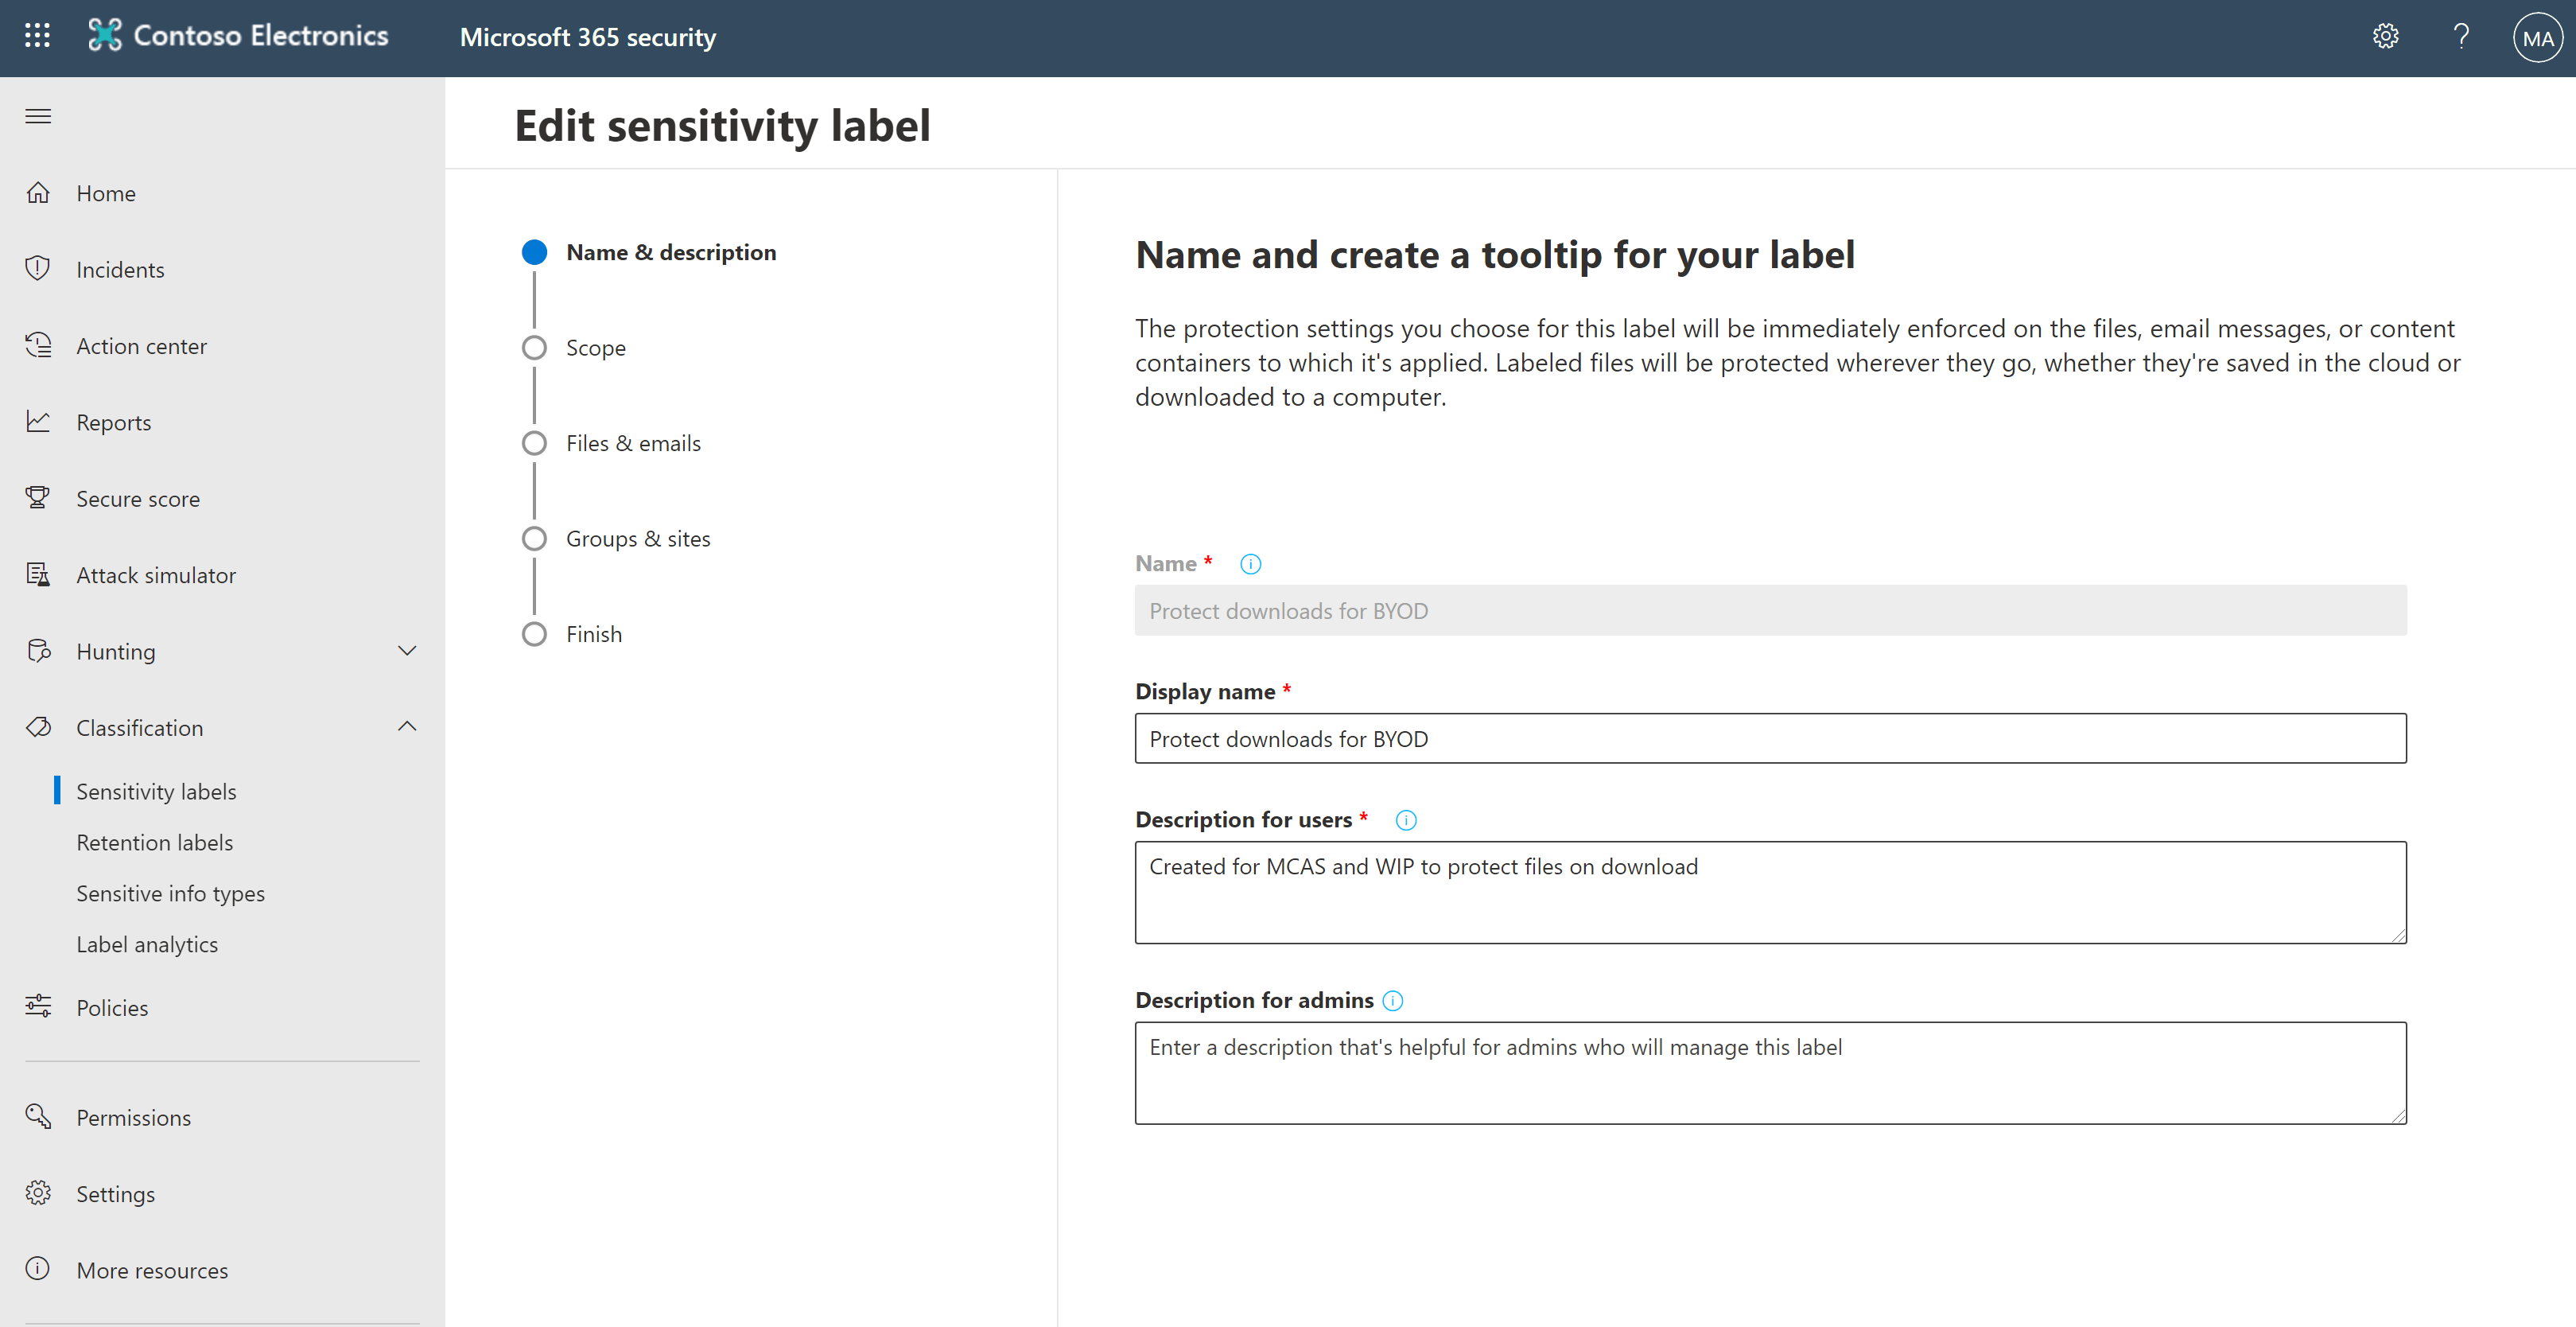 Contoso Electronics
Microsoft 365 security
MA
Edit sensitivity label
Home
Incidents
Action center
Reports
Secure score
Attack simulator
Hunting
Classification
Sensitivity labels
Retention labels
Sensitive info types
Label analytics
Policies
Permissions
Settings
More resources
Name & description
Scope
Files & emails
Groups & sites
Finish
Name and create a tooltip for your label
The protection settings you choose for this label will be immediately enforced on the files, email messages, or content
containers to which it's applied. Labeled files will be protected wherever they go, whether they're saved in the cloud or
downloaded to a computer.
Name *
Protect downloads for BYOD
Display name *
Protect downloads for BYOD
Description for users *
Created for MCAS and WIP to protect files on download
Description for admins
Enter a description that's helpful for admins who will manage this label